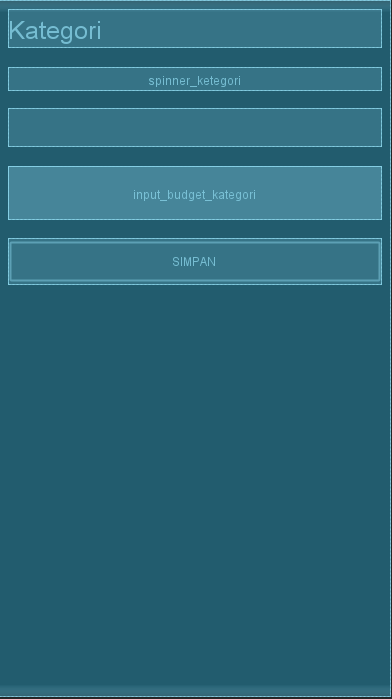 Kategori
spinner_ketegori
input_budget_kategori
SIMPAN